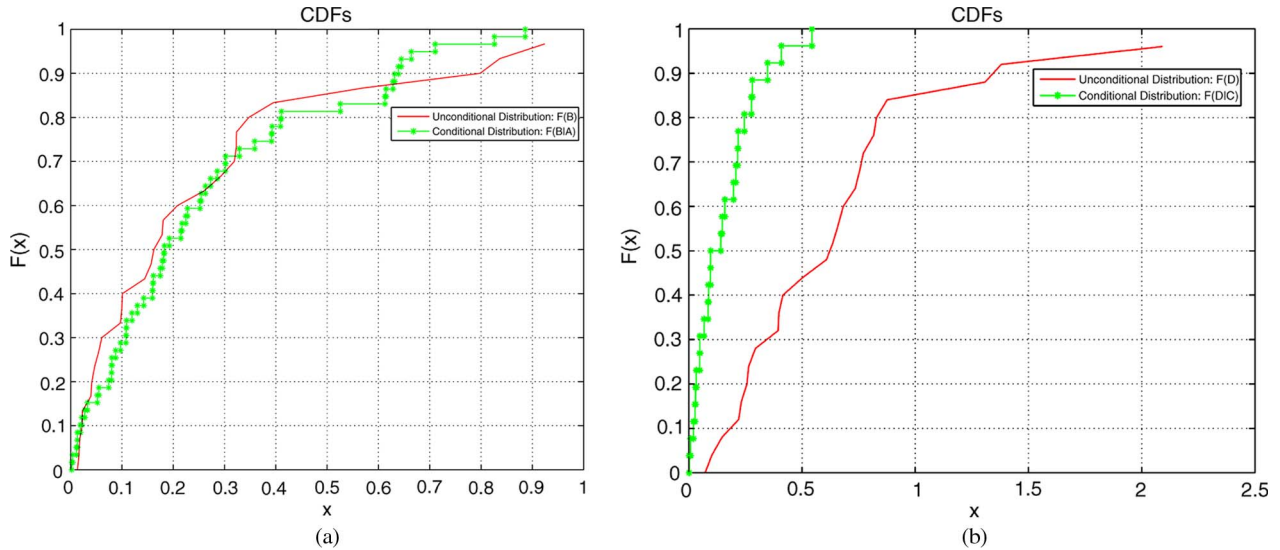 CDFs
1
0.9
0.8
0.7
0.6
0.5
0.4
0.3
0.2
0.1
0
F(x)
Unconditional Distribution: F(B)
Conditional Distribution: F(B|A)
0 0.1 0.2 0.3 0.4 0.5 0.6 0.7 0.8 0.9 1
x
(a)
CDFs
1
0.9
0.8
0.7
0.6
0.5
0.4
0.3
0.2
0.1
0
F(x)
Unconditional Distribution: F(D)
Conditional Distribution: F(D|C)
0 0.5 1 1.5 2 2.5
x
(b)